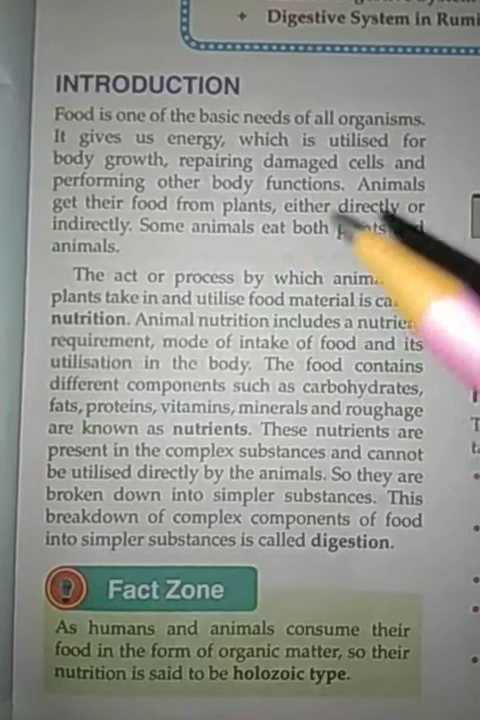 ✦ Digestive System in Rumi
INTRODUCTION
Food is one of the basic needs of all organisms.
It gives us energy, which is utilised for
body growth, repairing damaged cells and
performing other body functions. Animals
get their food from plants, either directly or
indirectly. Some animals eat both
animals.
The act or process by which anim
plants take in and utilise food material is ca
nutrition. Animal nutrition includes a nutrien
requirement, mode of intake of food and its
utilisation in the body. The food contains
different components such as carbohydrates,
fats, proteins, vitamins, minerals and roughage
are known as nutrients. These nutrients are
present in the complex substances and cannot
be utilised directly by the animals. So they are
broken down into simpler substances. This
breakdown of complex components of food
into simpler substances is called digestion.
Fact Zone
As humans and animals consume their
food in the form of organic matter, so their
nutrition is said to be holozoic type.